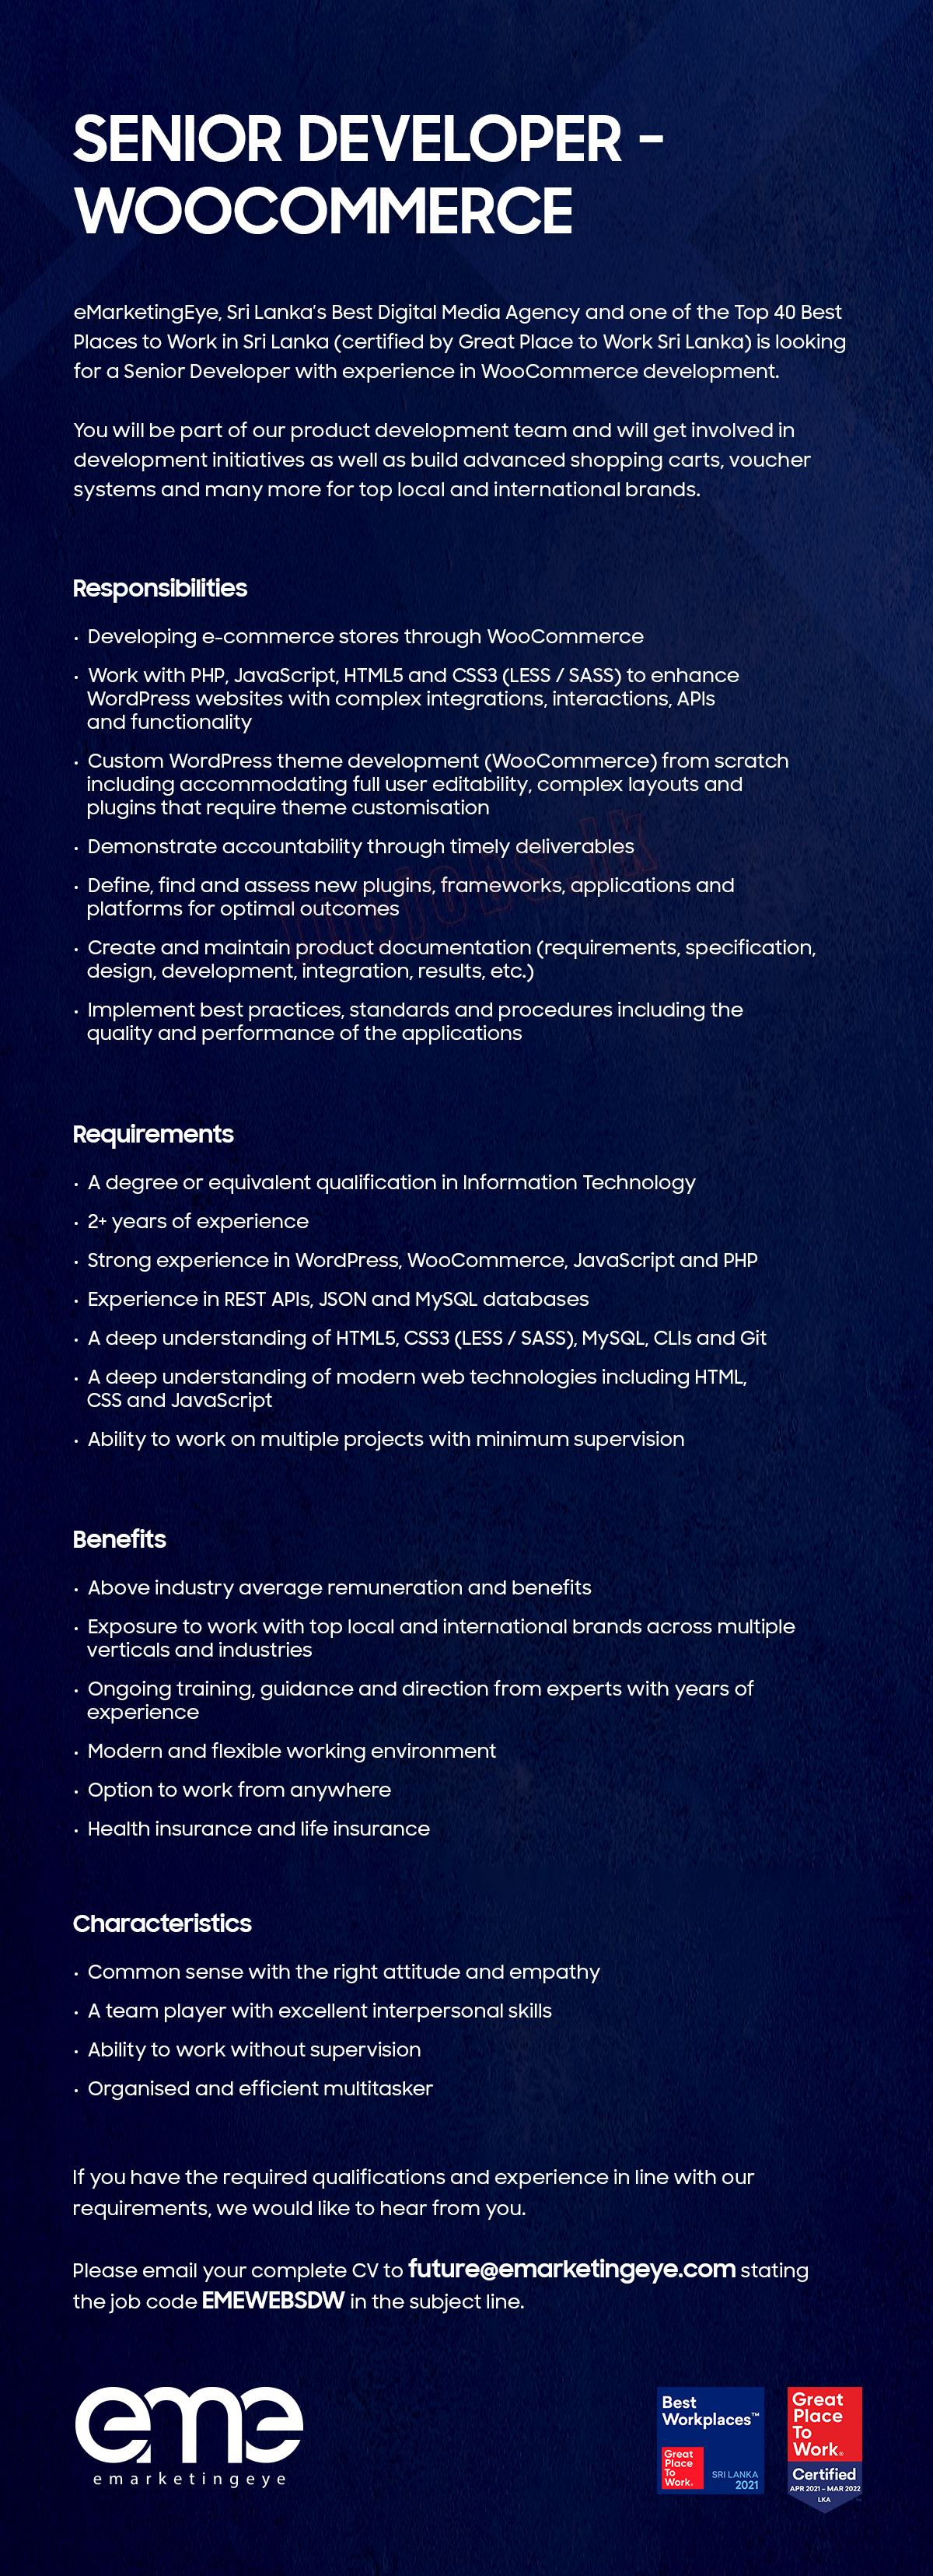 SENIOR DEVELOPER -
WOOCOMMERCE
eMarketingEye, Sri Lanka's Best Digital Media Agency and one of the Top 40 Best
Places to Work in Sri Lanka (certified by Great Place to Work Sri Lanka) is looking
for a Senior Developer with experience in WooCommerce development.
You will be part of our product development team and will get involved in
development initiatives as well as build advanced shopping carts, voucher
systems and many more for top local and international brands.
Responsibilities
• Developing e-commerce stores through WooCommerce
• Work with PHP, JavaScript, HTML5 and CSS3 (LESS / SASS) to enhance
WordPress websites with complex integrations, interactions, APIs
and functionality
• Custom WordPress theme development (WooCommerce) from scratch
including accommodating full user editability, complex layouts and
plugins that require theme customisation
• Demonstrate accountability through timely deliverables
• Define, find and assess new plugins, frameworks, applications and
platforms for optimal outcomes
• Create and maintain product documentation (requirements, specification,
design, development, integration, results, etc.)
• Implement best practices, standards and procedures including the
quality and performance of the applications
Requirements
• A degree or equivalent qualification in Information Technology
• 2+ years of experience
• Strong experience in WordPress, WooCommerce, JavaScript and PHP
• Experience in REST APIs, JSON and MySQL databases
• A deep understanding of HTML5, CSS3 (LESS / SASS), MySQL, CLIs and Git
• A deep understanding of modern web technologies including HTML,
CSS and JavaScript
• Ability to work on multiple projects with minimum supervision
Benefits
• Above industry average remuneration and benefits
• Exposure to work with top local and international brands across multiple
verticals and industries
• Ongoing training, guidance and direction from experts with years of
experience
• Modern and flexible working environment
• Option to work from anywhere
• Health insurance and life insurance
Characteristics
• Common sense with the right attitude and empathy
• A team player with excellent interpersonal skills
• Ability to work without supervision
• Organised and efficient multitasker
If you have the required qualifications and experience in line with our
requirements, we would like to hear from you.
Please email your complete CV to future@emarketingeye.com stating
the job code EMEWEBSDW in the subject line.
eme
emarketingeye
Best
Workplaces™
Great
Place
To
Work.
SRI LANKA
2021
Great
Place
To
Work®
Certified
APR 2021 - MAR 2022
LKA